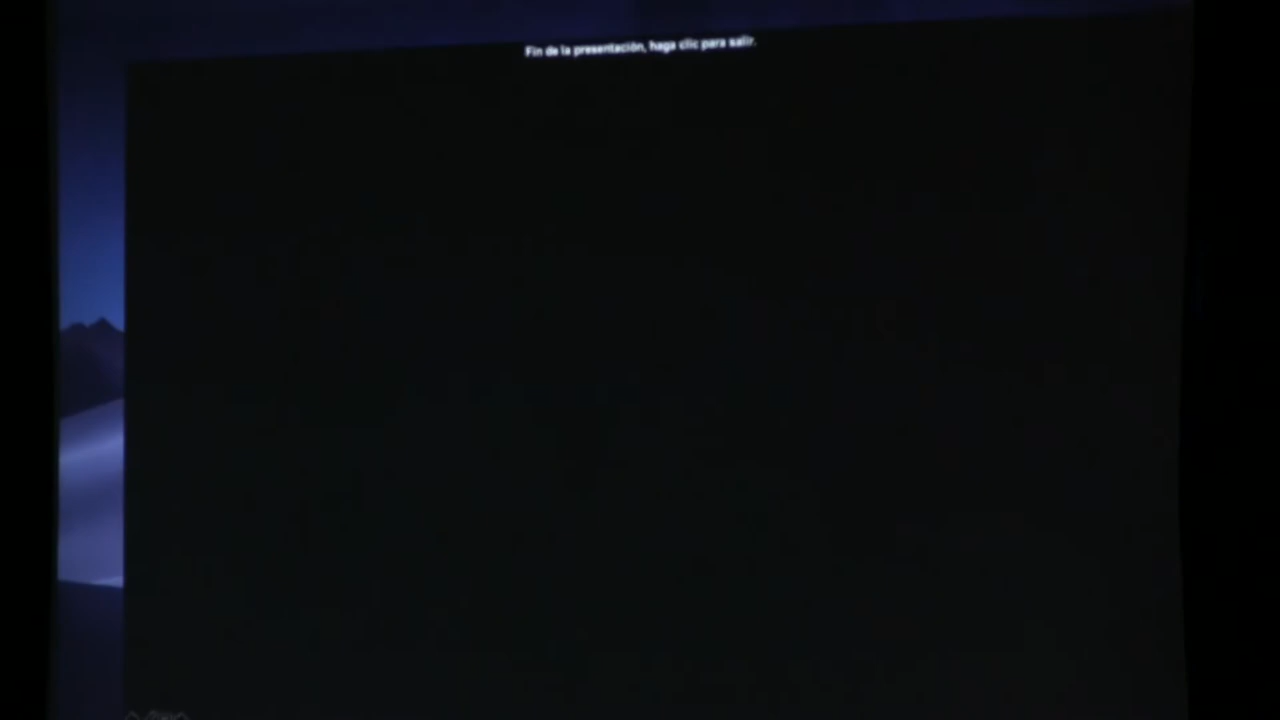 Fin de la presentación, haga clic para salir.